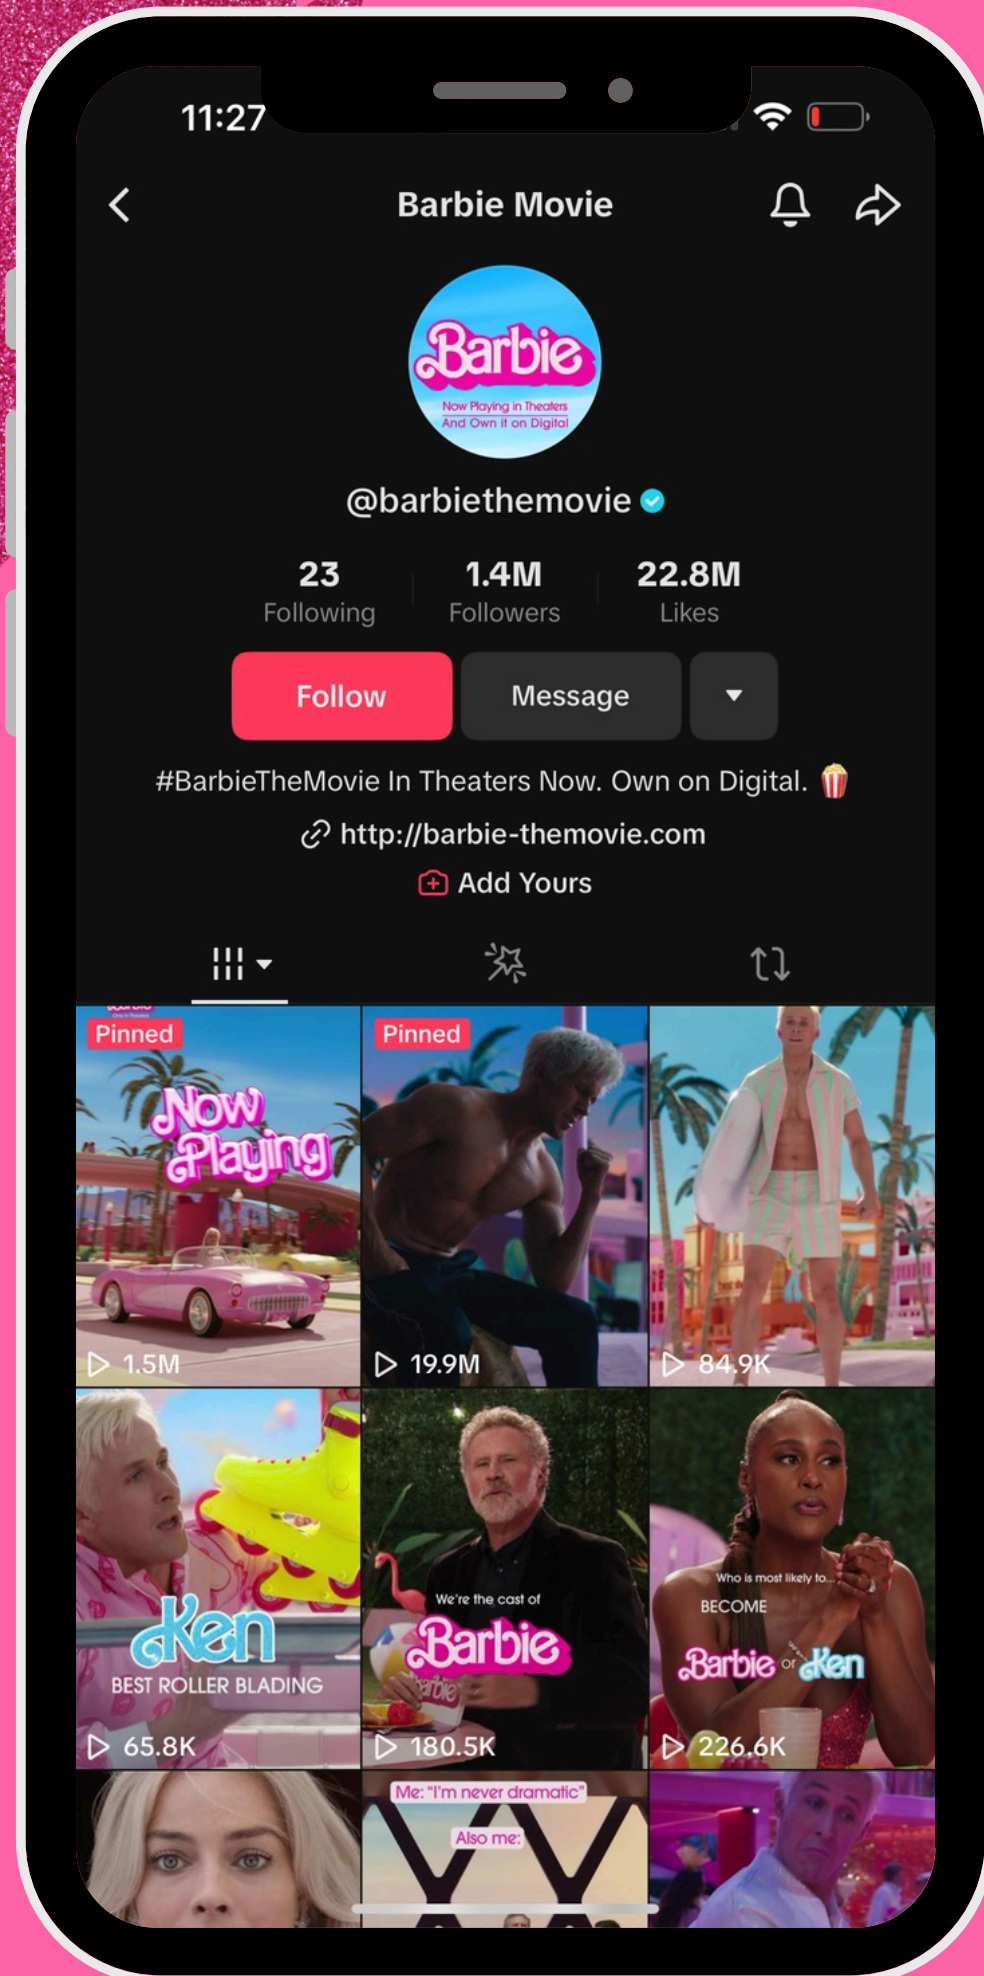 11:27
Barbie Movie
Barbie
Now Playing in Theaters
And Own it on Digital
@barbiethemovie
23
Following
1.4M
Followers
22.8M
Likes
Follow
Message
#BarbieTheMovie In Theaters Now. Own on Digital.
http://barbie-themovie.com
Add Yours
Pinned
Now
Playing
1.5M
Pinned
19.9M
84.9K
Ken
BEST ROLLER BLADING
65.8K
We're the cast of
Barbie
Barbie
180.5K
Who is most likely to...
BECOME
Barbie or Ken
226.6K
Me: "I'm never dramatic"
Also me: